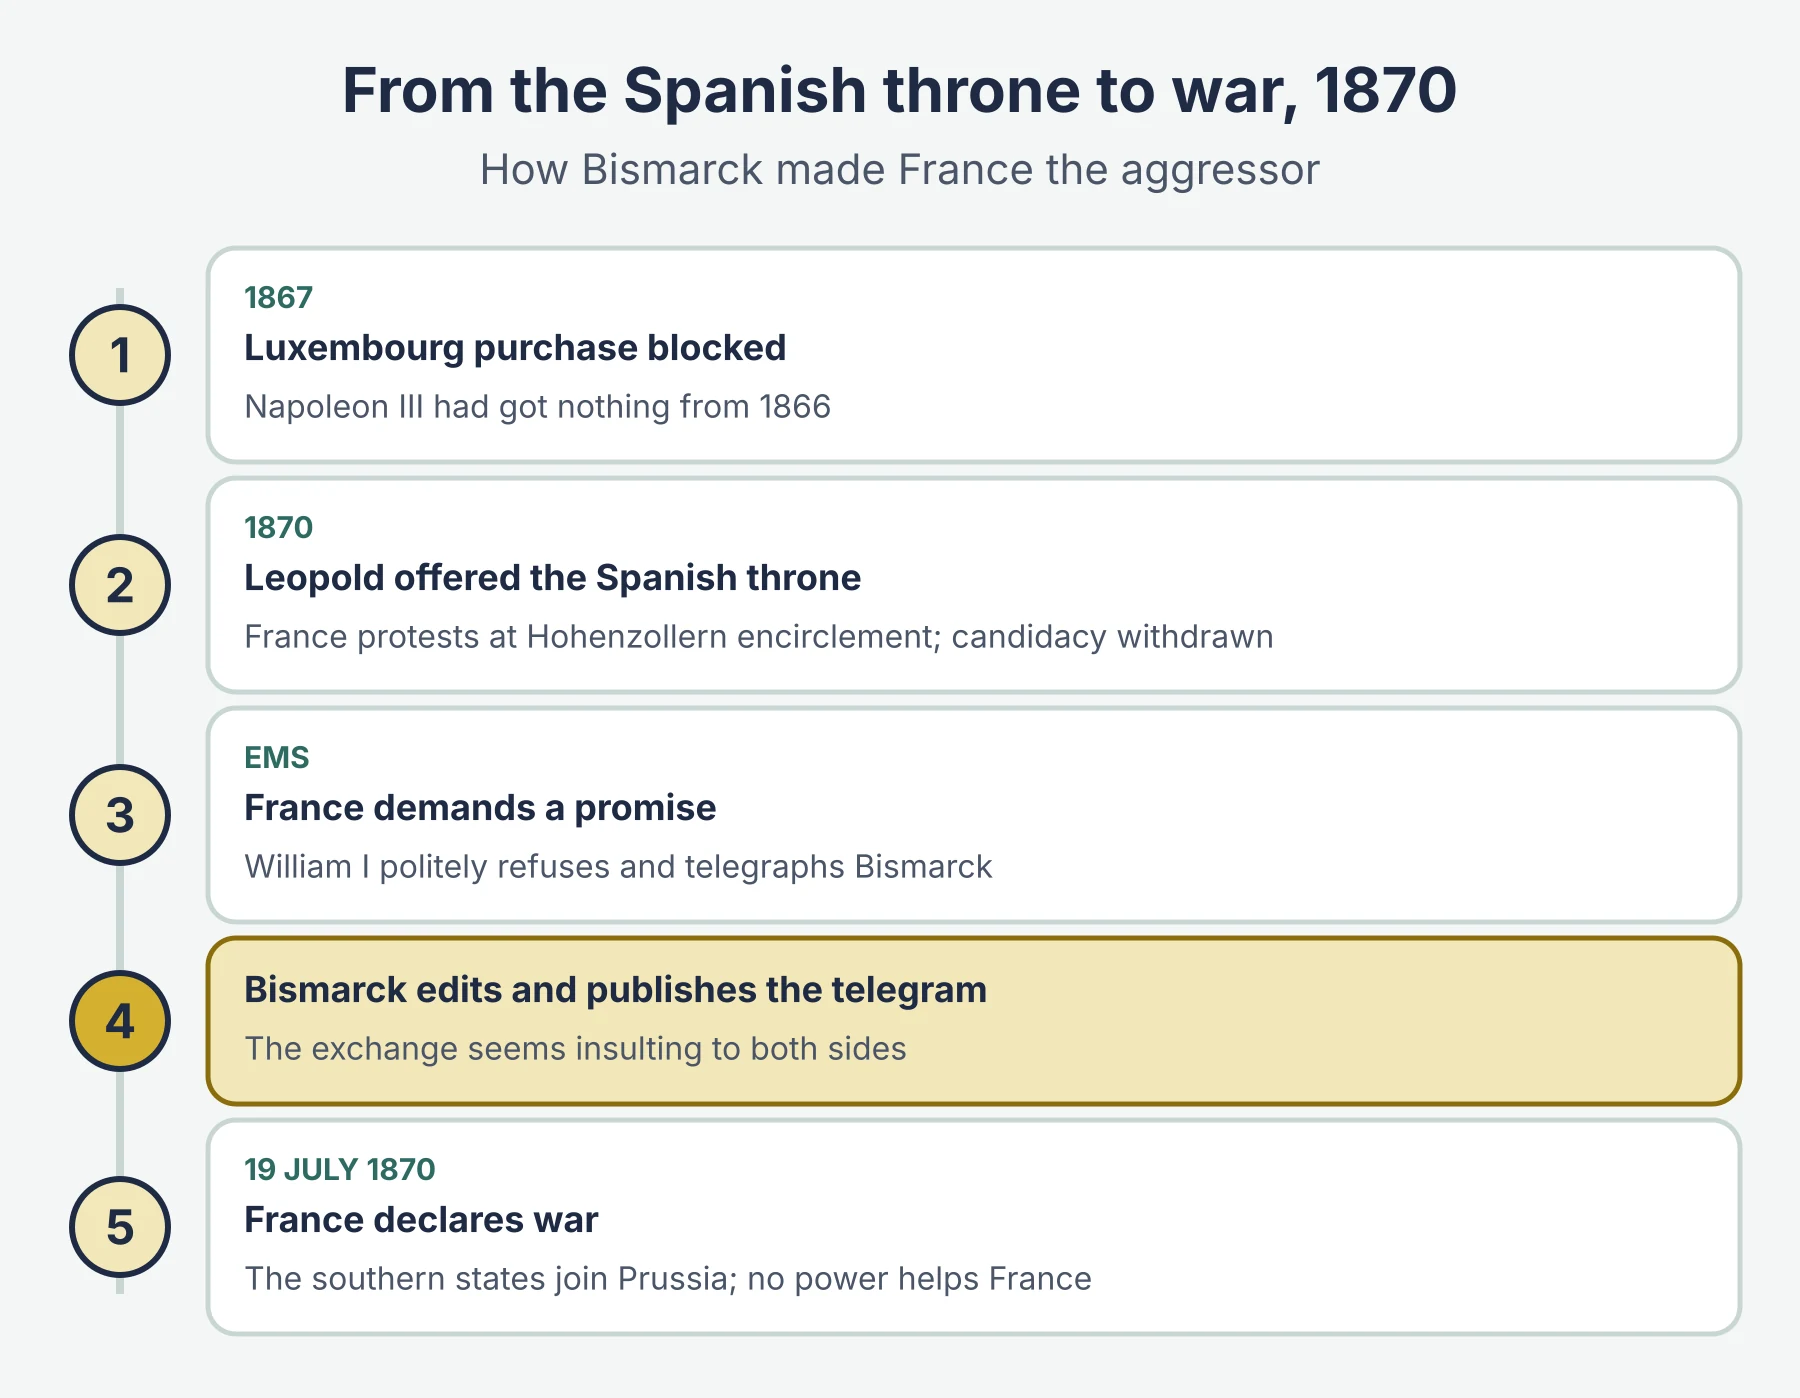 From the Spanish throne to war, 1870
How Bismarck made France the aggressor
1
1867
Luxembourg purchase blocked
Napoleon III had got nothing from 1866
2
1870
Leopold offered the Spanish throne
France protests at Hohenzollern encirclement; candidacy withdrawn
3
EMS
France demands a promise
William I politely refuses and telegraphs Bismarck
4
Bismarck edits and publishes the telegram
The exchange seems insulting to both sides
5
19 JULY 1870
France declares war
The southern states join Prussia; no power helps France